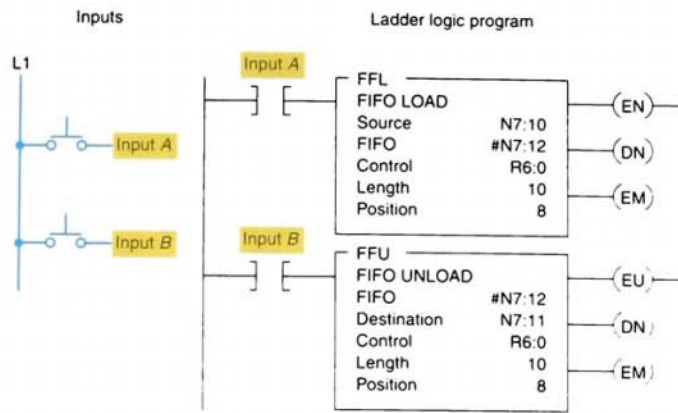 Inputs
Ladder logic program
L1
Input A
Input B
Input A
FFL
FIFO LOAD
Source N7:10
FIFO #N7:12
Control R6:0
Length 10
Position 8
EN
DN
EM
Input B
FFU
FIFO UNLOAD
FIFO #N7:12
Destination N7:11
Control R6:0
Length 10
Position 8
EU
DN
EM